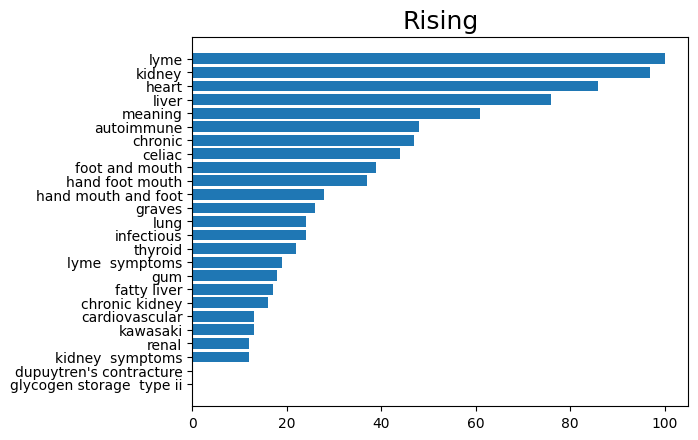 Rising
lyme
kidney
heart
liver
meaning
autoimmune
chronic
celiac
foot and mouth
hand foot mouth
hand mouth and foot
graves
lung
infectious
thyroid
lyme  symptoms
gum
fatty liver
chronic kidney
cardiovascular
kawasaki
renal
kidney  symptoms
dupuytren's contracture
glycogen storage  type ii
0 20 40 60 80 100